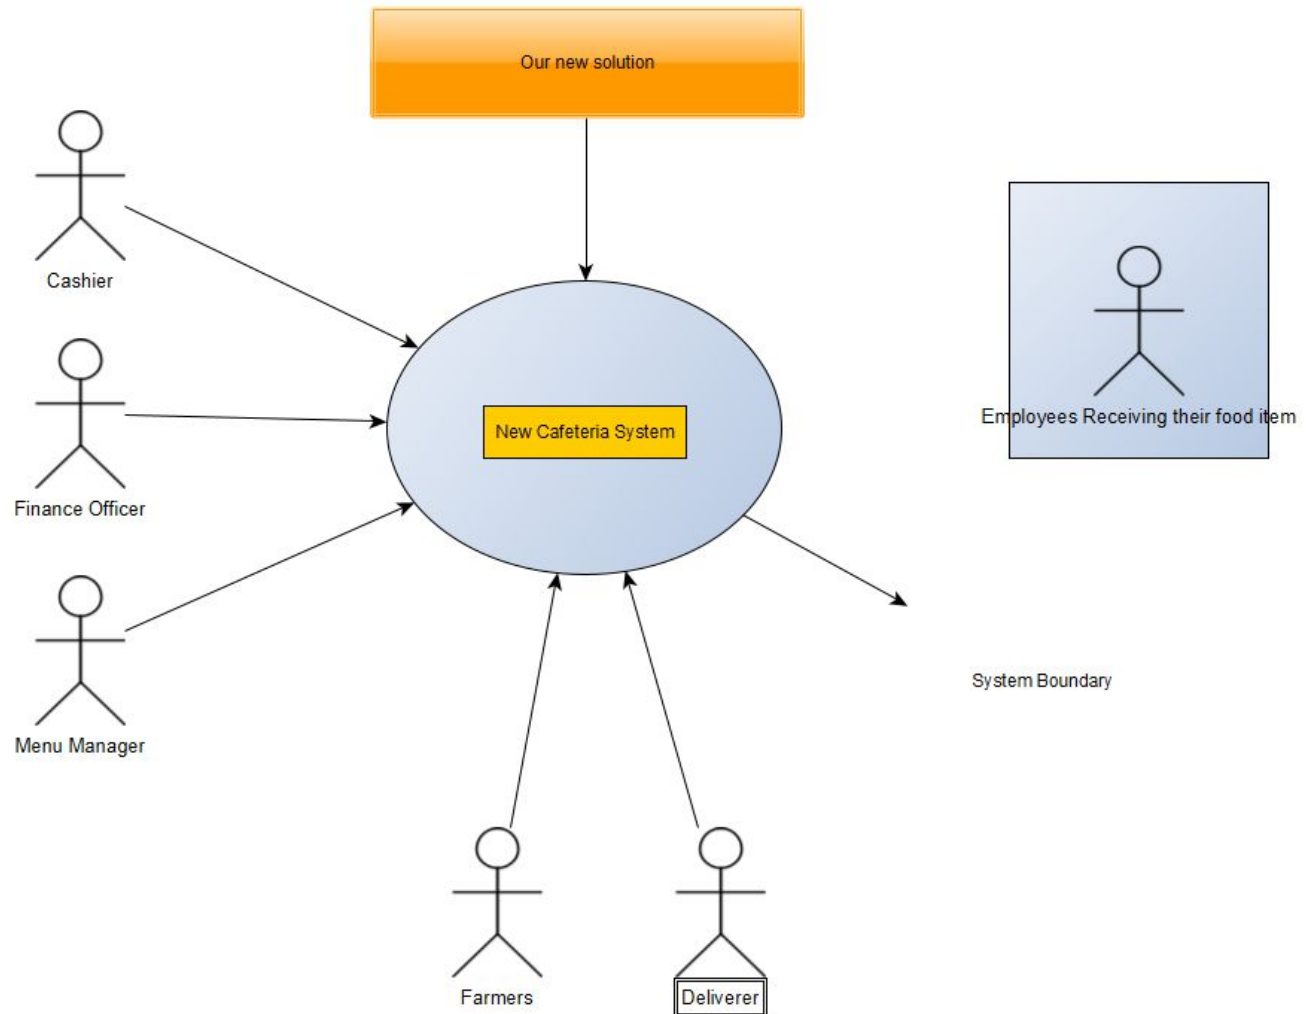 Our new solution
Cashier
Employees Receiving their food item
New Cafeteria System
Finance Officer
System Boundary
Menu Manager
Farmers
Deliverer